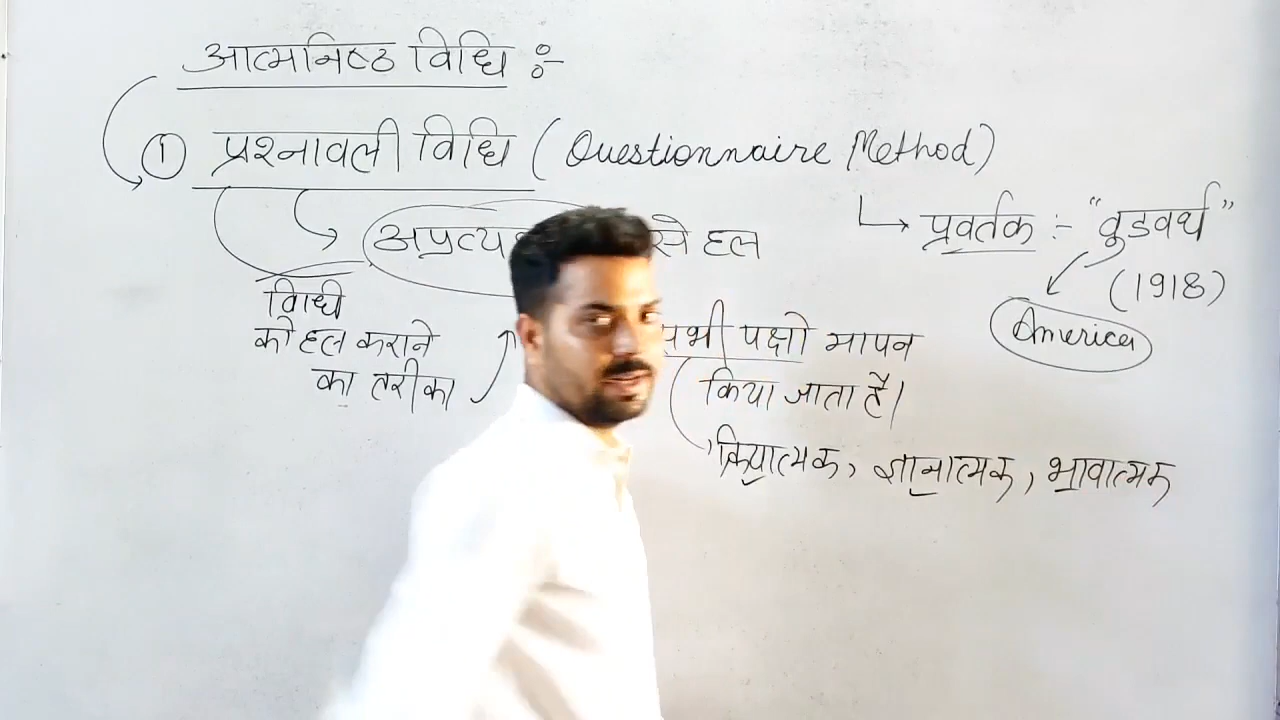 आत्मनिष्ठ विधि :-
① प्रश्नावली विधि ( Questionnaire Method)
→ प्रवर्तक :- “वुडवर्थ”
(1918)
America
से हल
विधी
को हल कराने
का तरीका
सभी पक्षो मापन
किया जाता है।
क्रियात्मक, ज्ञानात्मक, भावात्मक